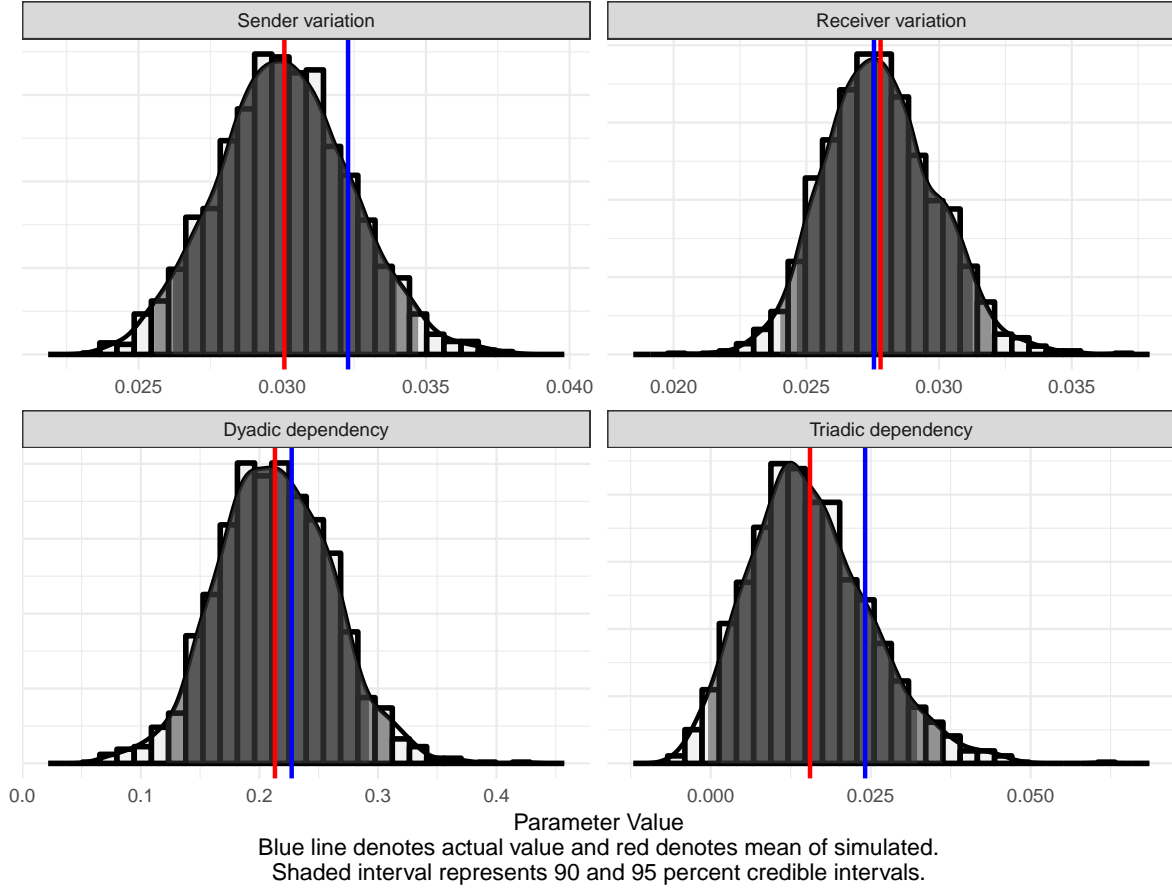 Sender variation
Receiver variation
0.025 0.030 0.035 0.040
0.020 0.025 0.030 0.035
Dyadic dependency
Triadic dependency
0.0 0.1 0.2 0.3 0.4
0.000 0.025 0.050
Parameter Value
Blue line denotes actual value and red denotes mean of simulated.
Shaded interval represents 90 and 95 percent credible intervals.